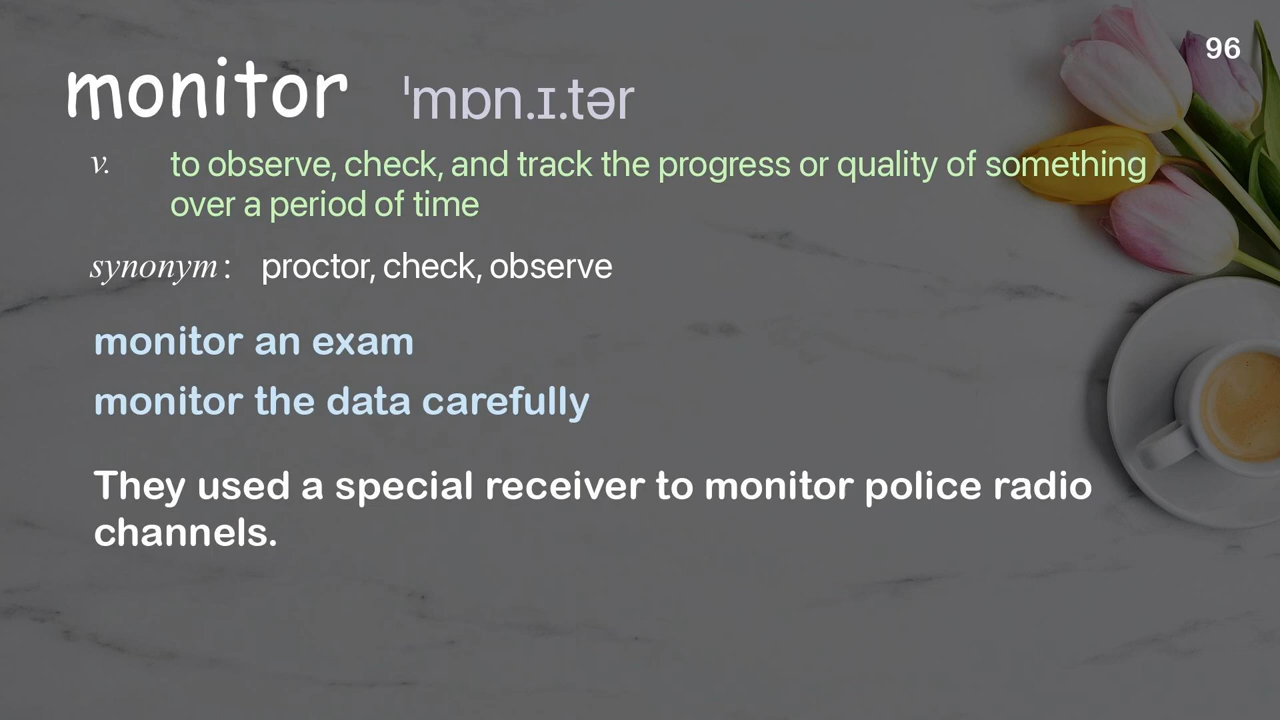 96
monitor ˈmɒn.ɪ.tər
v. to observe, check, and track the progress or quality of something
over a period of time
synonym: proctor, check, observe
monitor an exam
monitor the data carefully
They used a special receiver to monitor police radio
channels.